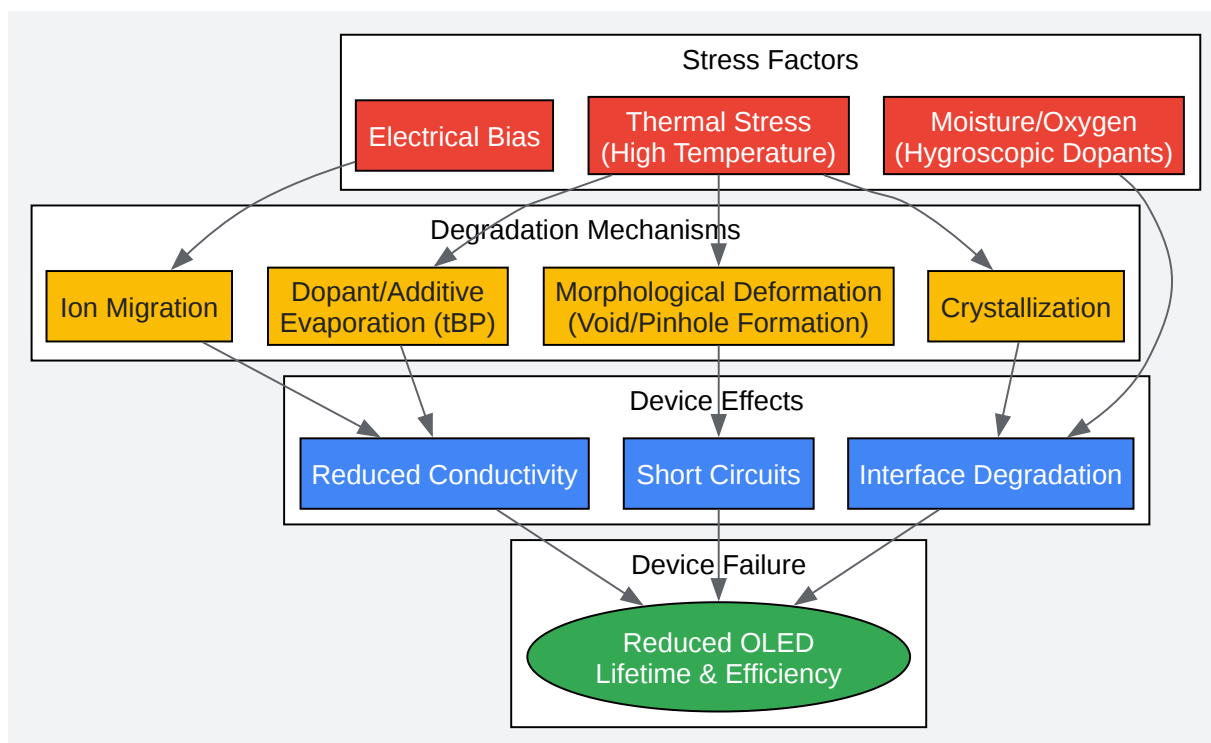 Stress Factors
Electrical Bias
Thermal Stress
(High Temperature)
Moisture/Oxygen
(Hygroscopic Dopants)
Degradation Mechanisms
Ion Migration
Dopant/Additive
Evaporation (tBP)
Morphological Deformation
(Void/Pinhole Formation)
Crystallization
Device Effects
Reduced Conductivity
Short Circuits
Interface Degradation
Device Failure
Reduced OLED
Lifetime & Efficiency